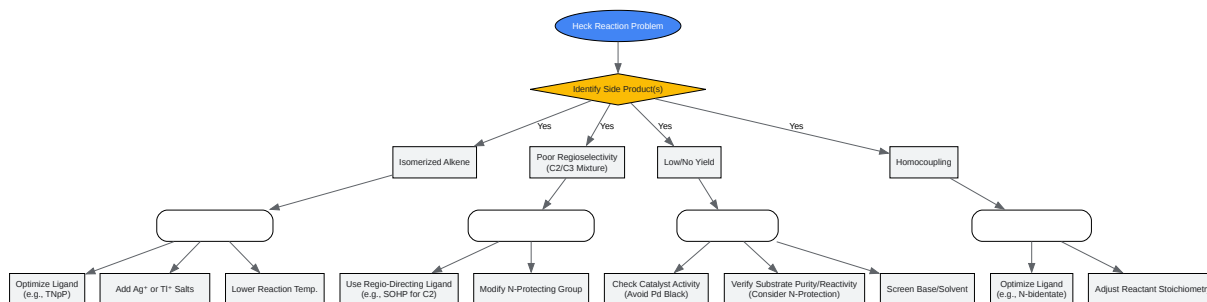 Heck Reaction Problem
Identify Side Product(s)
Yes
Yes
Yes
Yes
Isomerized Alkene
Poor Regioselectivity
(C2/C3 Mixture)
Low/No Yield
Homocoupling
Optimize Ligand
(e.g., TNpP)
Add Ag⁺ or Tl⁺ Salts
Lower Reaction Temp.
Use Regio-Directing Ligand
(e.g., SOHP for C2)
Modify N-Protecting Group
Check Catalyst Activity
(Avoid Pd Black)
Verify Substrate Purity/Reactivity
(Consider N-Protection)
Screen Base/Solvent
Optimize Ligand
(e.g., N-bidentate)
Adjust Reactant Stoichiometr